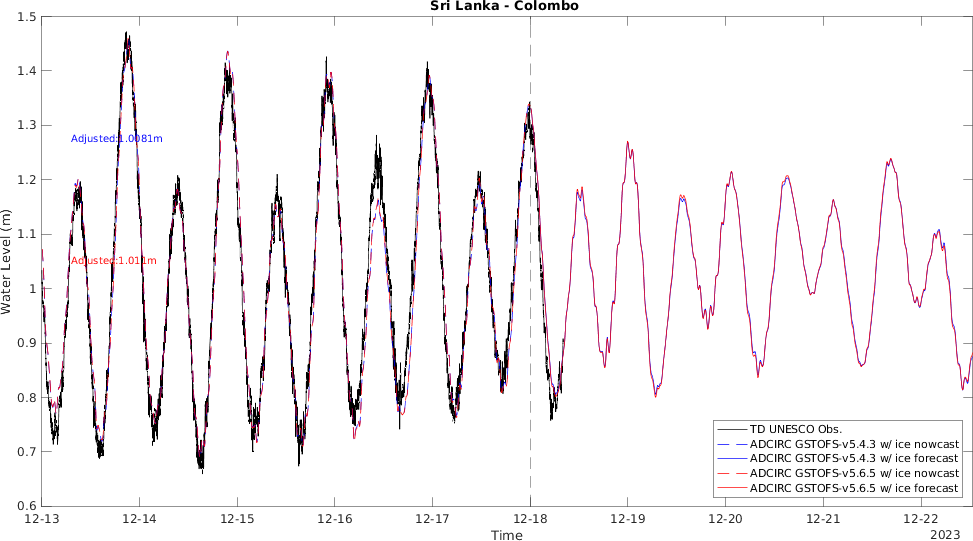 Sri Lanka - Colombo
1.5
1.4
1.3
1.2
1.1
1
0.9
0.8
0.7
0.6
Water Level (m)
Adjusted:1.0081m
Adjusted:1.011m
TD UNESCO Obs.
ADCIRC GSTOFS-v5.4.3 w/ ice nowcast
ADCIRC GSTOFS-v5.4.3 w/ ice forecast
ADCIRC GSTOFS-v5.6.5 w/ ice nowcast
ADCIRC GSTOFS-v5.6.5 w/ ice forecast
12-13 12-14 12-15 12-16 12-17 12-18 12-19 12-20 12-21 12-22
Time
2023